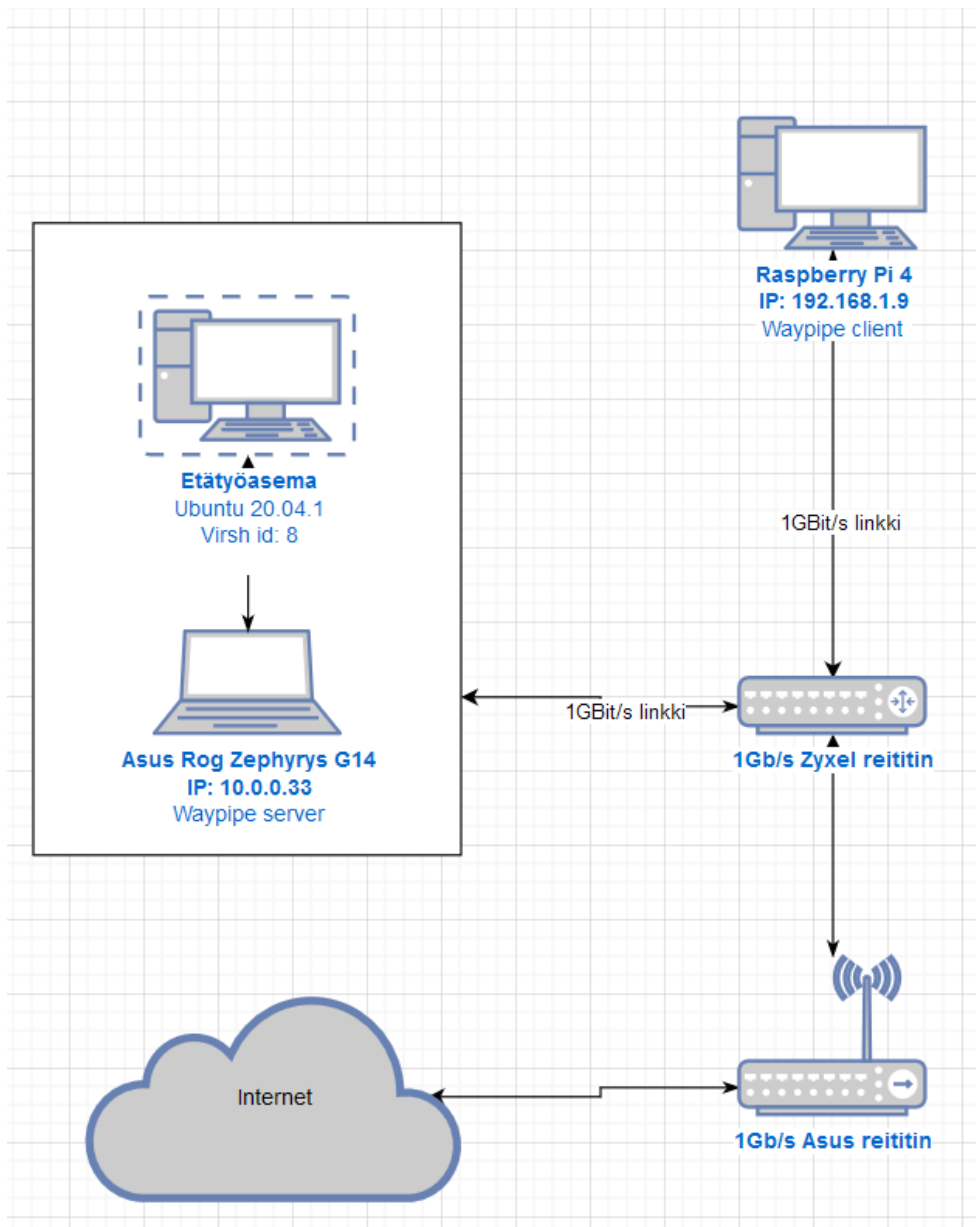 Raspberry Pi 4
IP: 192.168.1.9
Waypipe client
Etätyöasema
Ubuntu 20.04.1
Virsh id: 8
1GBit/s linkki
1GBit/s linkki
Asus Rog Zephyrys G14
IP: 10.0.0.33
Waypipe server
1Gb/s Zyxel reititin
Internet
1Gb/s Asus reititin